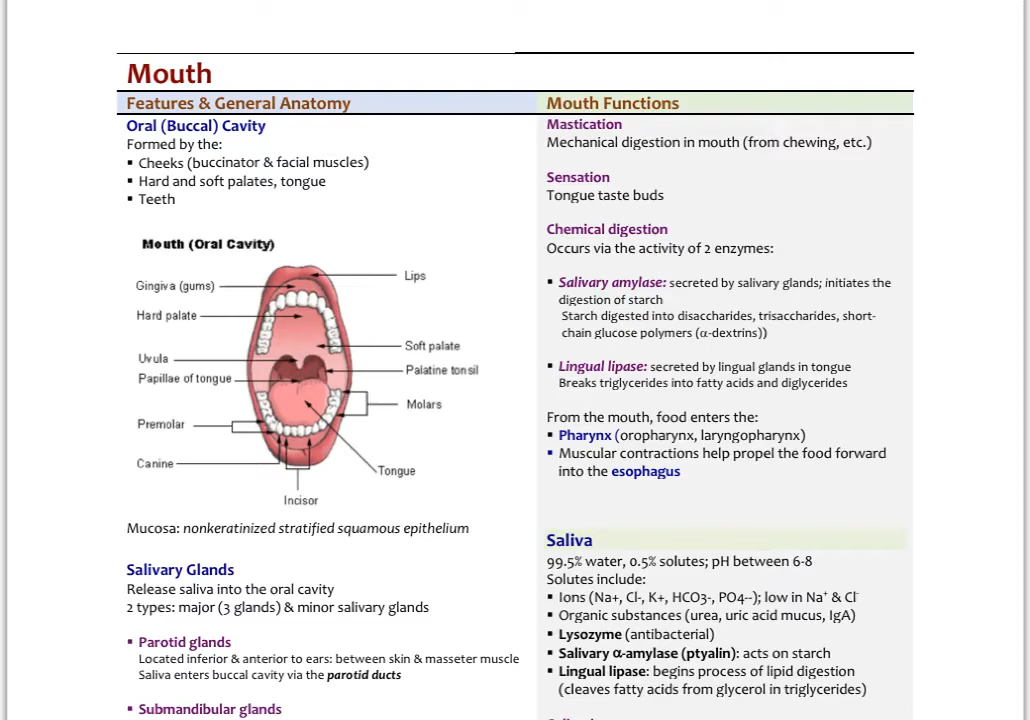 Mouth
Features & General Anatomy
Oral (Buccal) Cavity
Formed by the:
▪ Cheeks (buccinator & facial muscles)
▪ Hard and soft palates, tongue
▪ Teeth
Mouth (Oral Cavity)
Lips
Gingiva (gums)
Hard palate
Soft palate
Uvula
Palatine tonsil
Papillae of tongue
Molars
Premolar
Canine
Tongue
Incisor
Mucosa: nonkeratinized stratified squamous epithelium
Salivary Glands
Release saliva into the oral cavity
2 types: major (3 glands) & minor salivary glands
▪ Parotid glands
Located inferior & anterior to ears: between skin & masseter muscle
Saliva enters buccal cavity via the parotid ducts
▪ Submandibular glands
Mouth Functions
Mastication
Mechanical digestion in mouth (from chewing, etc.)
Sensation
Tongue taste buds
Chemical digestion
Occurs via the activity of 2 enzymes:
▪ Salivary amylase: secreted by salivary glands; initiates the
digestion of starch
Starch digested into disaccharides, trisaccharides, short-
chain glucose polymers (α-dextrins))
▪ Lingual lipase: secreted by lingual glands in tongue
Breaks triglycerides into fatty acids and diglycerides
From the mouth, food enters the:
▪ Pharynx (oropharynx, laryngopharynx)
▪ Muscular contractions help propel the food forward
into the esophagus
Saliva
99.5% water, 0.5% solutes; pH between 6-8
Solutes include:
▪ Ions (Na+, Cl-, K+, HCO3-, PO4--); low in Na⁺ & Cl⁻
▪ Organic substances (urea, uric acid mucus, IgA)
▪ Lysozyme (antibacterial)
▪ Salivary α-amylase (ptyalin): acts on starch
▪ Lingual lipase: begins process of lipid digestion
(cleaves fatty acids from glycerol in triglycerides)